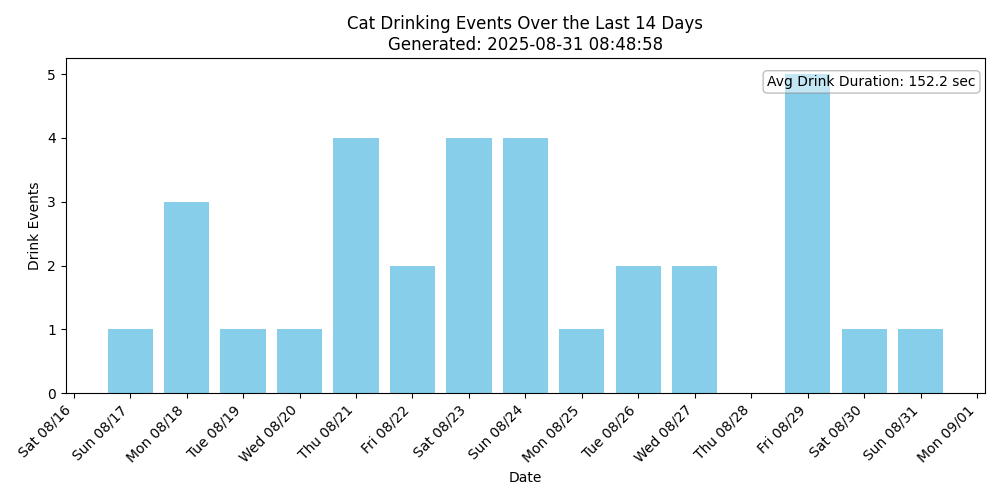 Cat Drinking Events Over the Last 14 Days
Generated: 2025-08-31 08:48:58
Avg Drink Duration: 152.2 sec
Drink Events
5
4
3
2
1
0
Sat 08/16
Sun 08/17
Mon 08/18
Tue 08/19
Wed 08/20
Thu 08/21
Fri 08/22
Sat 08/23
Sun 08/24
Mon 08/25
Tue 08/26
Wed 08/27
Thu 08/28
Fri 08/29
Sat 08/30
Sun 08/31
Mon 09/01
Date